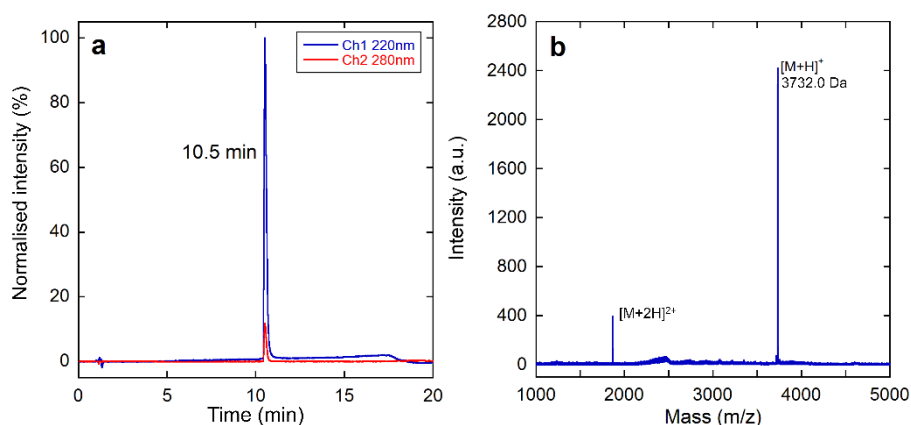 a
Ch1 220nm
Ch2 280nm
10.5 min
Normalised intensity (%)
100
80
60
40
20
0
0 5 10 15 20
Time (min)
b
[M+H]⁺
3732.0 Da
[M+2H]²⁺
Intensity (a.u.)
2800
2400
2000
1600
1200
800
400
0
1000 2000 3000 4000 5000
Mass (m/z)